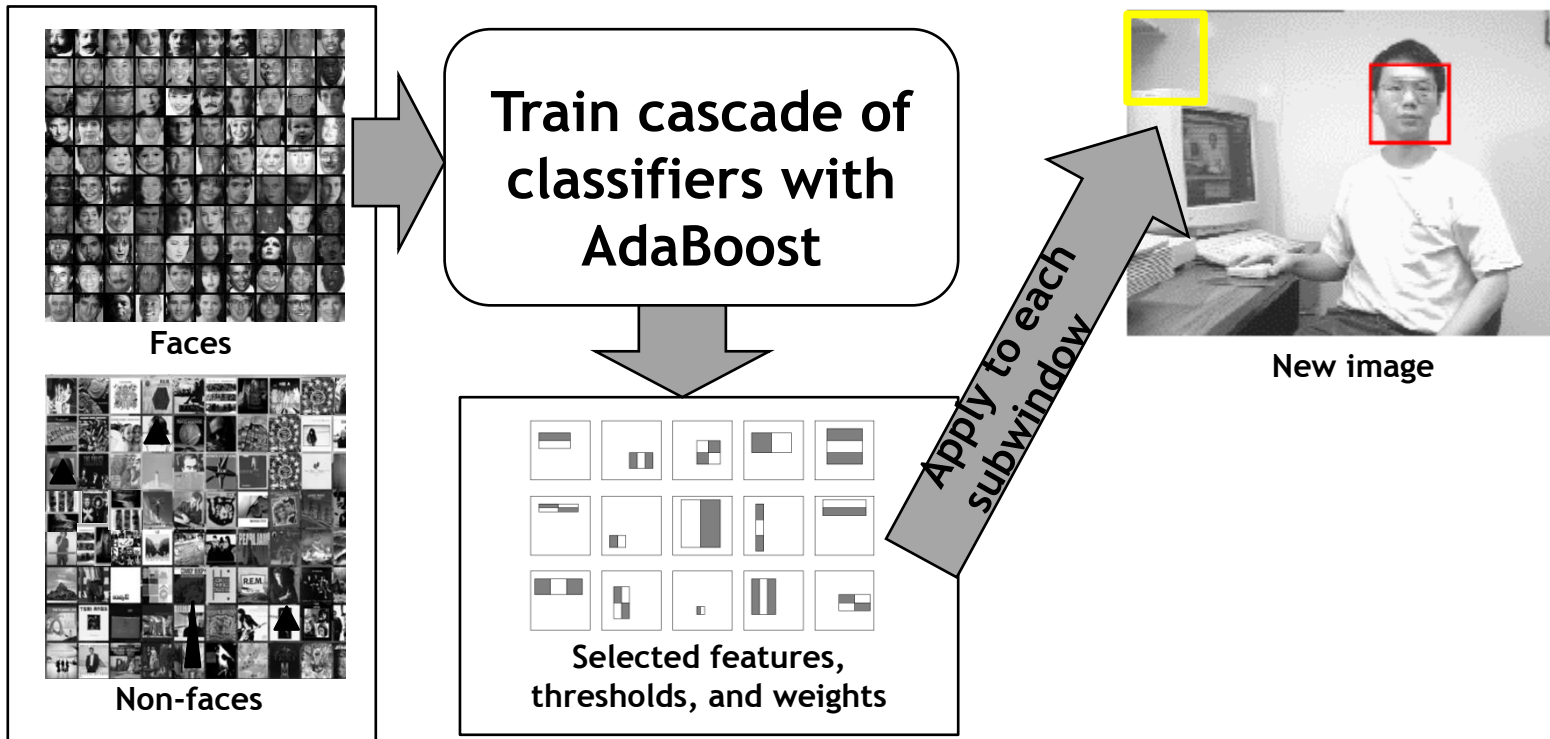 Faces
Non-faces
Train cascade of
classifiers with
AdaBoost
Selected features,
thresholds, and weights
Apply to each
subwindow
New image
R.E.M.